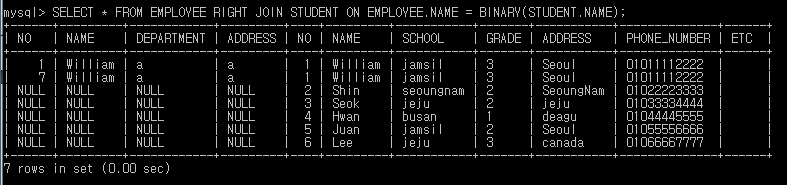 mysql> SELECT * FROM EMPLOYEE RIGHT JOIN STUDENT ON EMPLOYEE.NAME = BINARY(STUDENT.NAME);
+------+---------+------------+---------+----+---------+-----------+-------+-----------+--------------+------+
| NO | NAME | DEPARTMENT | ADDRESS | NO | NAME | SCHOOL | GRADE | ADDRESS | PHONE_NUMBER | ETC |
+------+---------+------------+---------+----+---------+-----------+-------+-----------+--------------+------+
| 1 | William | a | a | 1 | William | jamsil | 3 | Seoul | 01011112222 | |
| 7 | William | a | a | 1 | William | jamsil | 3 | Seoul | 01011112222 | |
| NULL | NULL | NULL | NULL | 2 | Shin | seoungnam | 2 | SeoungNam | 01022223333 | |
| NULL | NULL | NULL | NULL | 3 | Seok | jeju | 2 | jeju | 01033334444 | |
| NULL | NULL | NULL | NULL | 4 | Hwan | busan | 1 | deagu | 01044445555 | |
| NULL | NULL | NULL | NULL | 5 | Juan | jamsil | 2 | Seoul | 01055556666 | |
| NULL | NULL | NULL | NULL | 6 | Lee | jeju | 3 | canada | 01066667777 | |
+------+---------+------------+---------+----+---------+-----------+-------+-----------+--------------+------+
7 rows in set (0.00 sec)